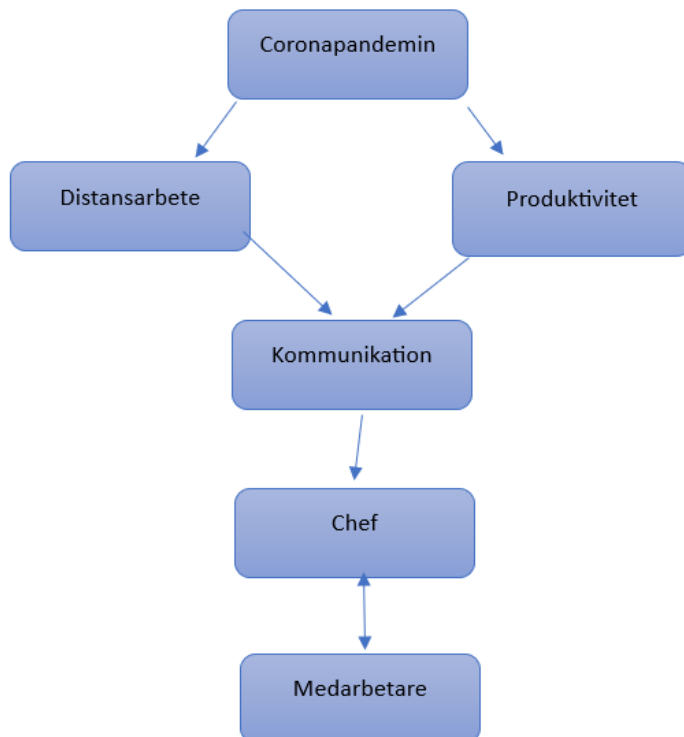 Coronapandemin
Distansarbete
Produktivitet
Kommunikation
Chef
Medarbetare